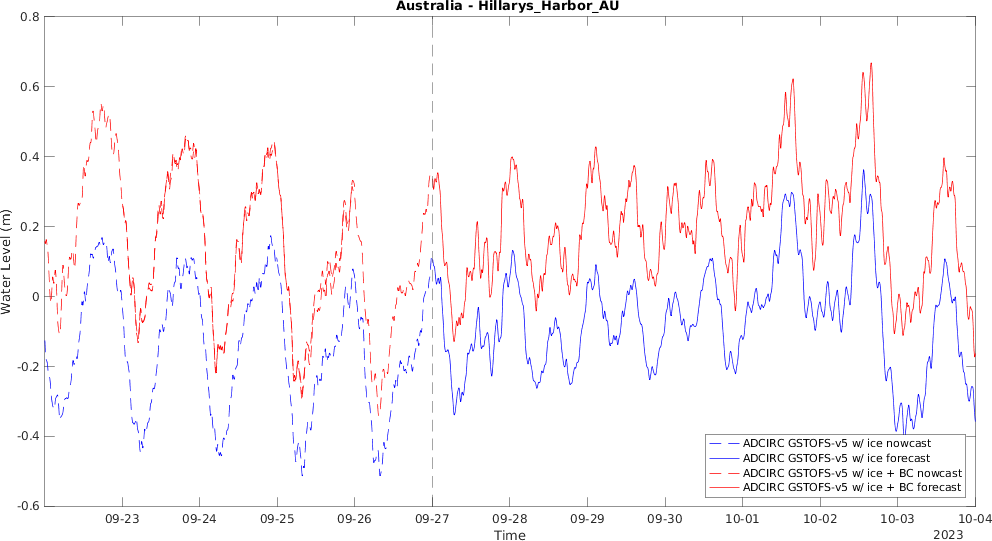 Australia - Hillarys_Harbor_AU
Water Level (m)
0.8
0.6
0.4
0.2
0
-0.2
-0.4
-0.6
ADCIRC GSTOFS-v5 w/ ice nowcast
ADCIRC GSTOFS-v5 w/ ice forecast
ADCIRC GSTOFS-v5 w/ ice + BC nowcast
ADCIRC GSTOFS-v5 w/ ice + BC forecast
09-23 09-24 09-25 09-26 09-27 09-28 09-29 09-30 10-01 10-02 10-03 10-04
Time
2023